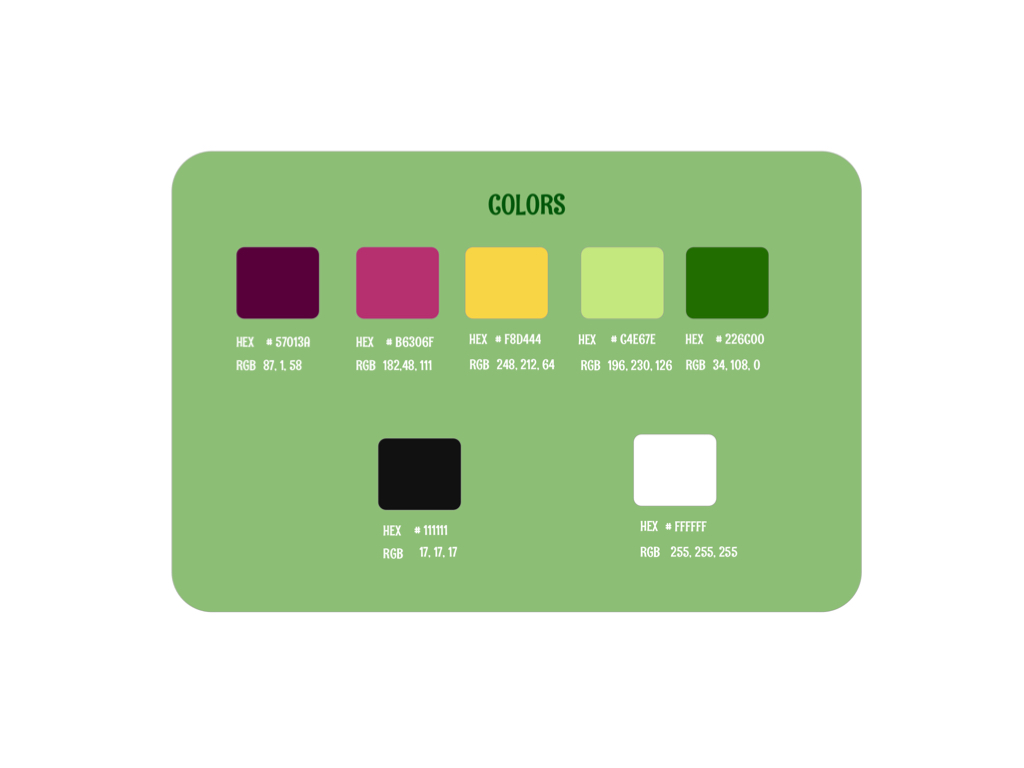 COLORS
HEX # 57013A
RGB 87, 1, 58
HEX # B6306F
RGB 182,48, 111
HEX # F8D444
RGB 248, 212, 64
HEX # C4E67E
RGB 196, 230, 126
HEX # 226C00
RGB 34, 108, 0
HEX # 111111
RGB 17, 17, 17
HEX # FFFFFF
RGB 255, 255, 255